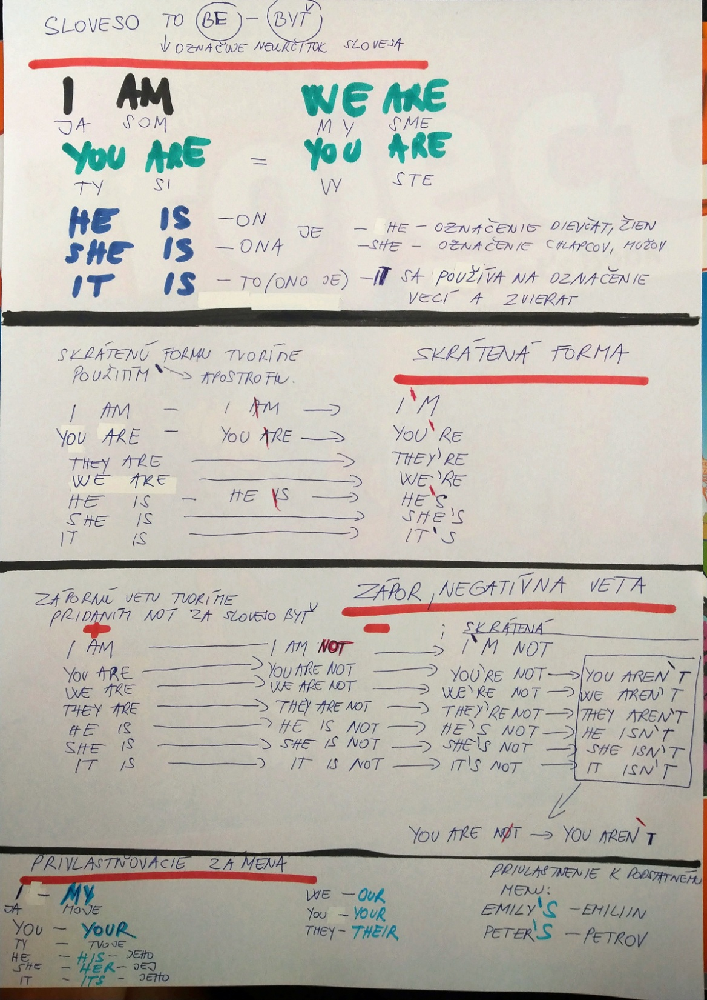 SLOVESO TO BE - BYŤ
↓ OZNAČUJE NEURČITOK SLOVESA
I AM
JA SOM
WE ARE
MY SME
YOU ARE = YOU ARE
TY SI
VY STE
HE IS - ON
SHE IS - ONA
JE
- HE - OZNAČENIE DIEVČAT, ŽIEN
- SHE - OZNAČENIE CHLAPCOV, MUŽOV
IT IS - TO (ONO JE) - IT SA POUŽÍVA NA OZNAČENIE
VECÍ A ZVIERAT
SKRÁTENÚ FORMU TVORÍME
POUŽITÍM ' → APOSTROFU.
SKRÁTENÁ FORMA
I AM - I AM → I'M
YOU ARE - YOU ARE → YOU'RE
THEY ARE → THEY'RE
WE ARE → WE'RE
HE IS - HE IS → HE'S
SHE IS → SHE'S
IT IS → IT'S
ZÁPOR, NEGATÍVNA VETA
ZÁPORNÚ VETU TVORÍME
PRIDANÍM NOT ZA SLOVESO BYŤ
; SKRÁTENÁ
I AM → I AM NOT → I'M NOT
YOU ARE → YOU ARE NOT → YOU'RE NOT → YOU AREN'T
WE ARE → WE ARE NOT → WE'RE NOT → WE AREN'T
THEY ARE → THEY ARE NOT → THEY'RE NOT → THEY AREN'T
HE IS → HE IS NOT → HE'S NOT → HE ISN'T
SHE IS → SHE IS NOT → SHE'S NOT → SHE ISN'T
IT IS → IT IS NOT → IT'S NOT → IT ISN'T
YOU ARE NOT → YOU AREN'T
PRIVLASTŇOVACIE ZÁMENÁ
I - MY
JA MOJE
YOU - YOUR
TY - TVOJE
HE - HIS - JEHO
SHE - HER - JEJ
IT - ITS - JEHO
WE - OUR
YOU - YOUR
THEY - THEIR
PRIVLASTNENIE K PODSTATNÉMU
MENU:
EMILY'S - EMILIIN
PETER'S - PETROV